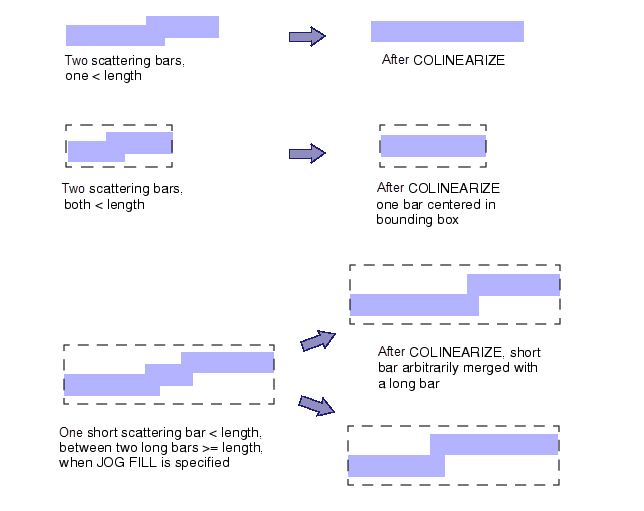 Two scattering bars,
one < length
After COLINEARIZE
Two scattering bars,
both < length
After COLINEARIZE
one bar centered in
bounding box
After COLINEARIZE, short
bar arbitrarily merged with
a long bar
One short scattering bar < length,
between two long bars >= length,
when JOG FILL is specified